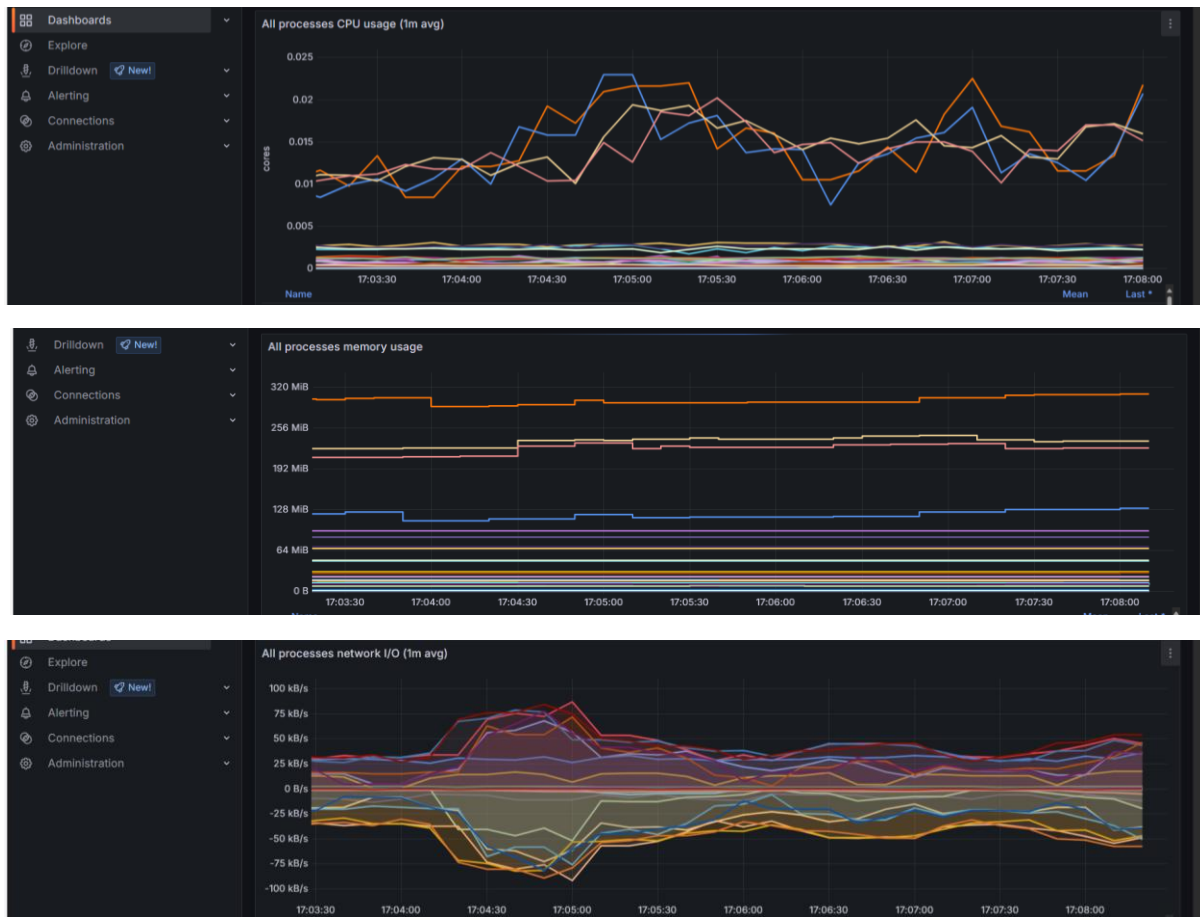 Dashboards
Explore
Drilldown New!
Alerting
Connections
Administration
All processes CPU usage (1m avg)
0.025
0.02
0.015
0.01
0.005
0
cores
17:03:30 17:04:00 17:04:30 17:05:00 17:05:30 17:06:00 17:06:30 17:07:00 17:07:30 17:08:00
Name Mean Last *
Drilldown New!
Alerting
Connections
Administration
All processes memory usage
320 MiB
256 MiB
192 MiB
128 MiB
64 MiB
0 B
17:03:30 17:04:00 17:04:30 17:05:00 17:05:30 17:06:00 17:06:30 17:07:00 17:07:30 17:08:00
Explore
Drilldown New!
Alerting
Connections
Administration
All processes network I/O (1m avg)
100 kB/s
75 kB/s
50 kB/s
25 kB/s
0 B/s
-25 kB/s
-50 kB/s
-75 kB/s
-100 kB/s
17:03:30 17:04:00 17:04:30 17:05:00 17:05:30 17:06:00 17:06:30 17:07:00 17:07:30 17:08:00